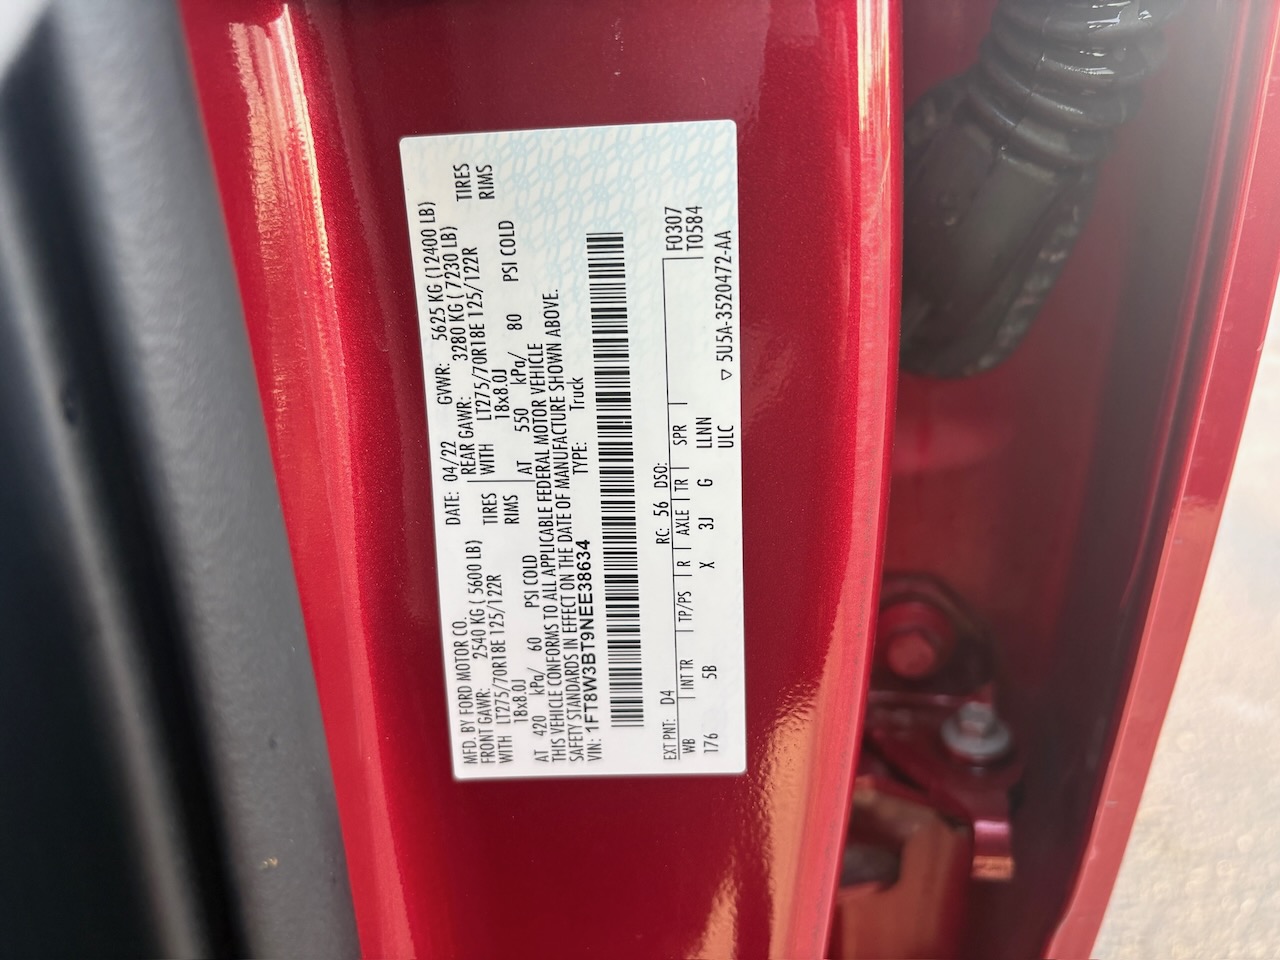 MFD. BY FORD MOTOR CO.
DATE: 04/22 GVWR: 5625 KG (12400 LB)
FRONT GAWR: 2540 KG ( 5600 LB) REAR GAWR: 3280 KG ( 7230 LB)
WITH LT275/70R18E 125/122R TIRES WITH LT275/70R18E 125/122R TIRES
18x8.0J RIMS 18x8.0J RIMS
AT 420 kPa/ 60 PSI COLD AT 550 kPa/ 80 PSI COLD
THIS VEHICLE CONFORMS TO ALL APPLICABLE FEDERAL MOTOR VEHICLE
SAFETY STANDARDS IN EFFECT ON THE DATE OF MANUFACTURE SHOWN ABOVE.
VIN: 1FT8W3BT9NEE38634 TYPE: Truck
EXT PNT: D4 RC: 56 DSO: F0307
WB INT TR TP/PS R AXLE TR SPR T0584
176 5B X 3J G LLNN
ULC ▽ 5U5A-3520472-AA